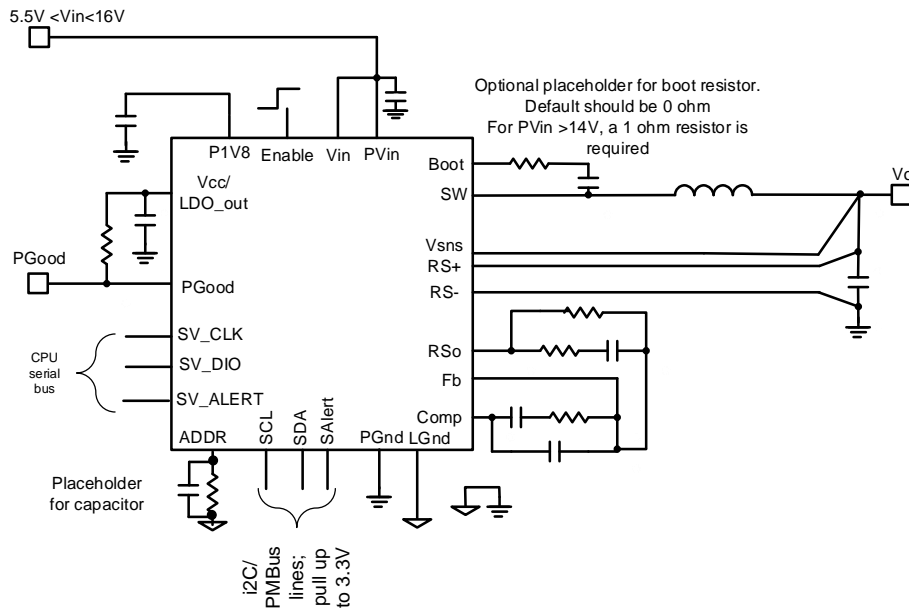 5.5V <Vin<16V
Optional placeholder for boot resistor.
Default should be 0 ohm
For PVin >14V, a 1 ohm resistor is
required
P1V8
Enable
Vin
PVin
Boot
SW
Vo
Vcc/
LDO_out
Vsns
RS+
RS-
PGood
PGood
SV_CLK
SV_DIO
SV_ALERT
CPU
serial
bus
RSo
Fb
Comp
ADDR
SCL
SDA
SAlert
PGnd
LGnd
Placeholder
for capacitor
i2C/
PMBus
lines;
pull up
to 3.3V